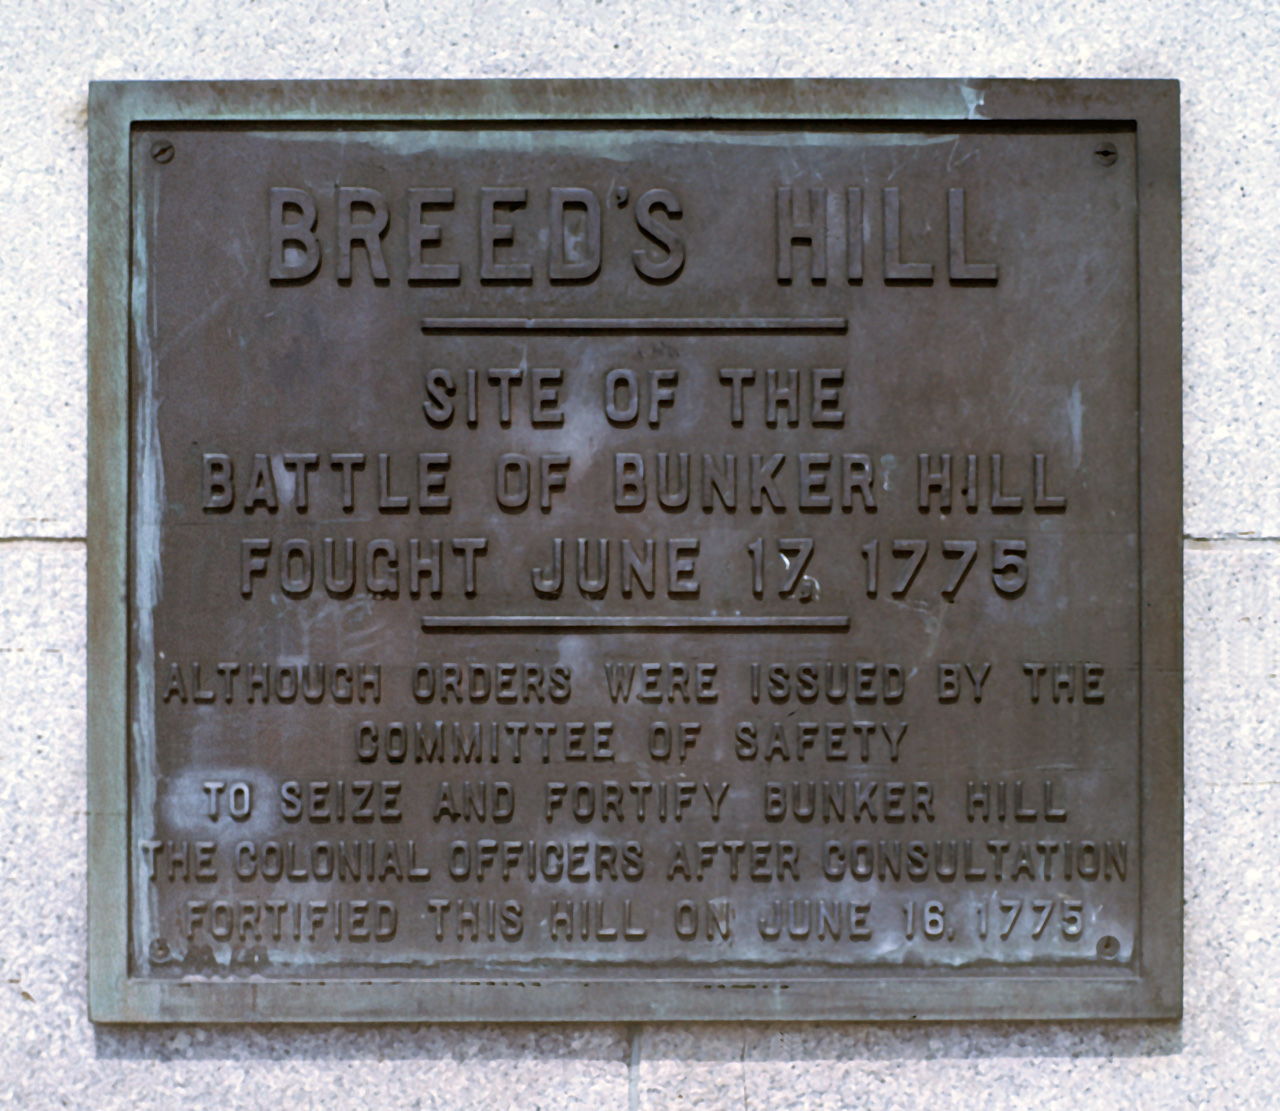 BREED'S HILL
SITE OF THE
BATTLE OF BUNKER HILL
FOUGHT JUNE 17, 1775
ALTHOUGH ORDERS WERE ISSUED BY THE
COMMITTEE OF SAFETY
TO SEIZE AND FORTIFY BUNKER HILL
THE COLONIAL OFFICERS AFTER CONSULTATION
FORTIFIED THIS HILL ON JUNE 16, 1775